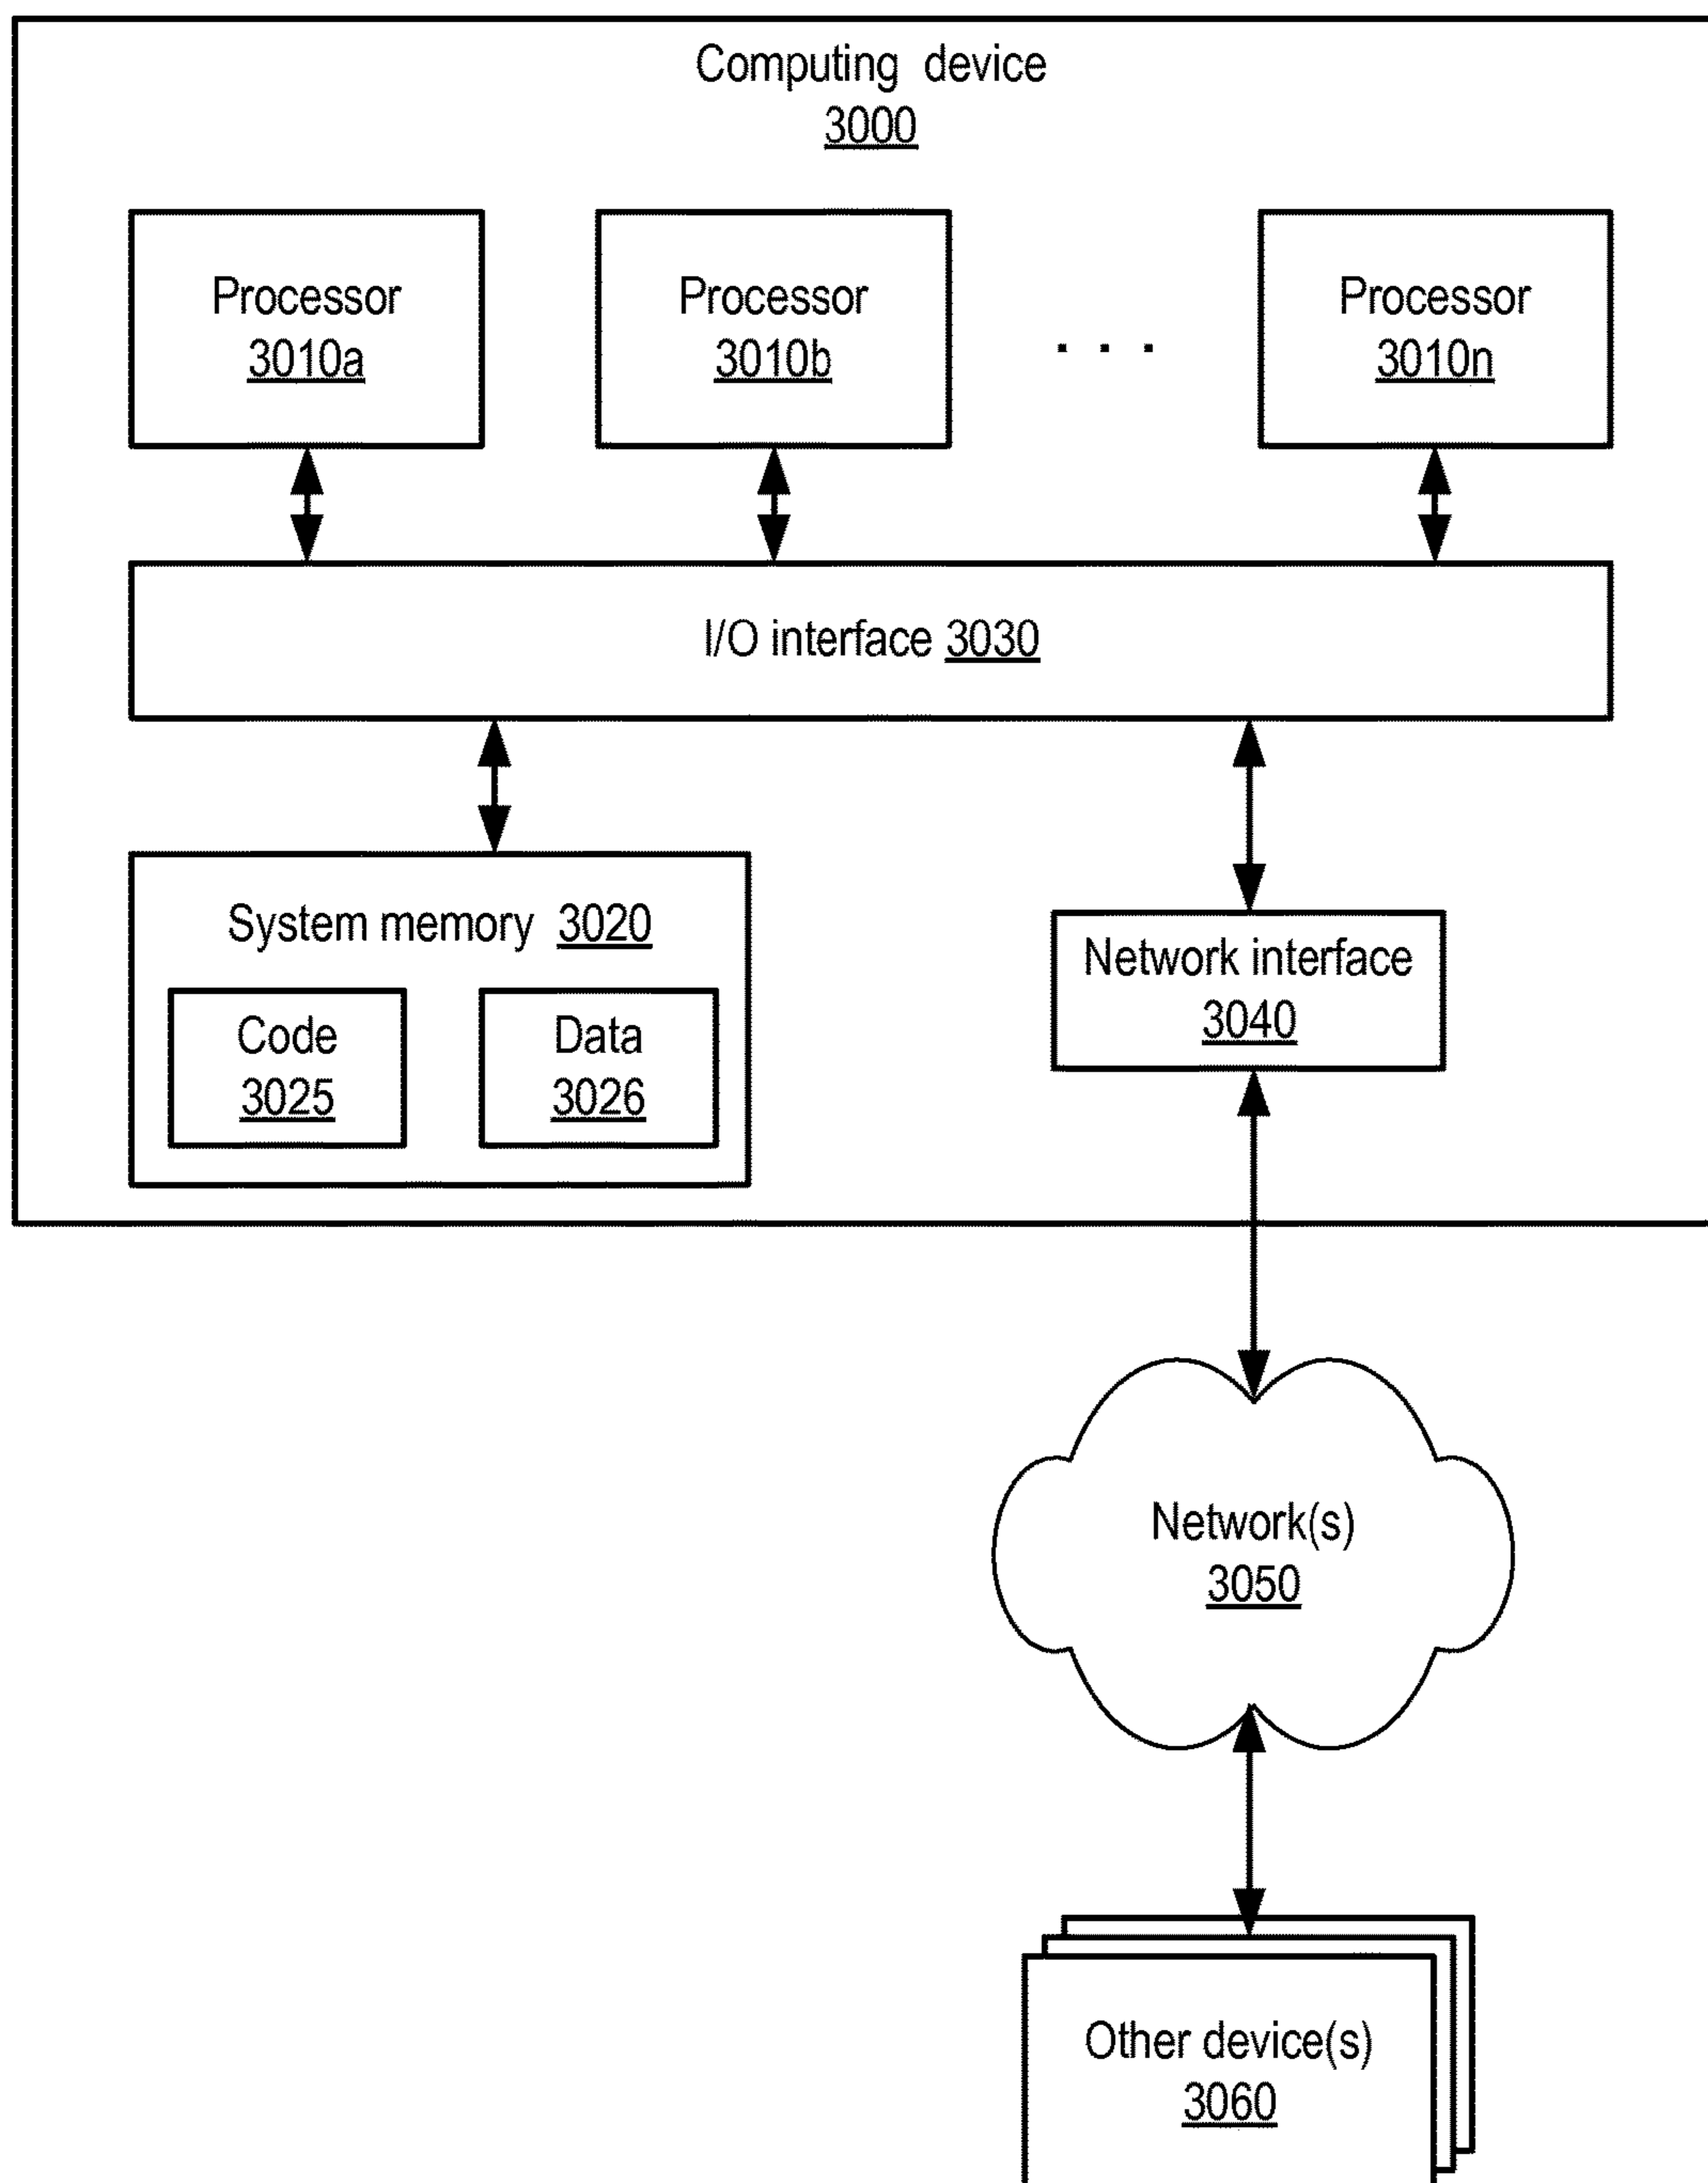 Computing device
3000
Processor
3010a
Processor
3010b
. . .
Processor
3010n
I/O interface 3030
System memory 3020
Code
3025
Data
3026
Network interface
3040
Network(s)
3050
Other device(s)
3060